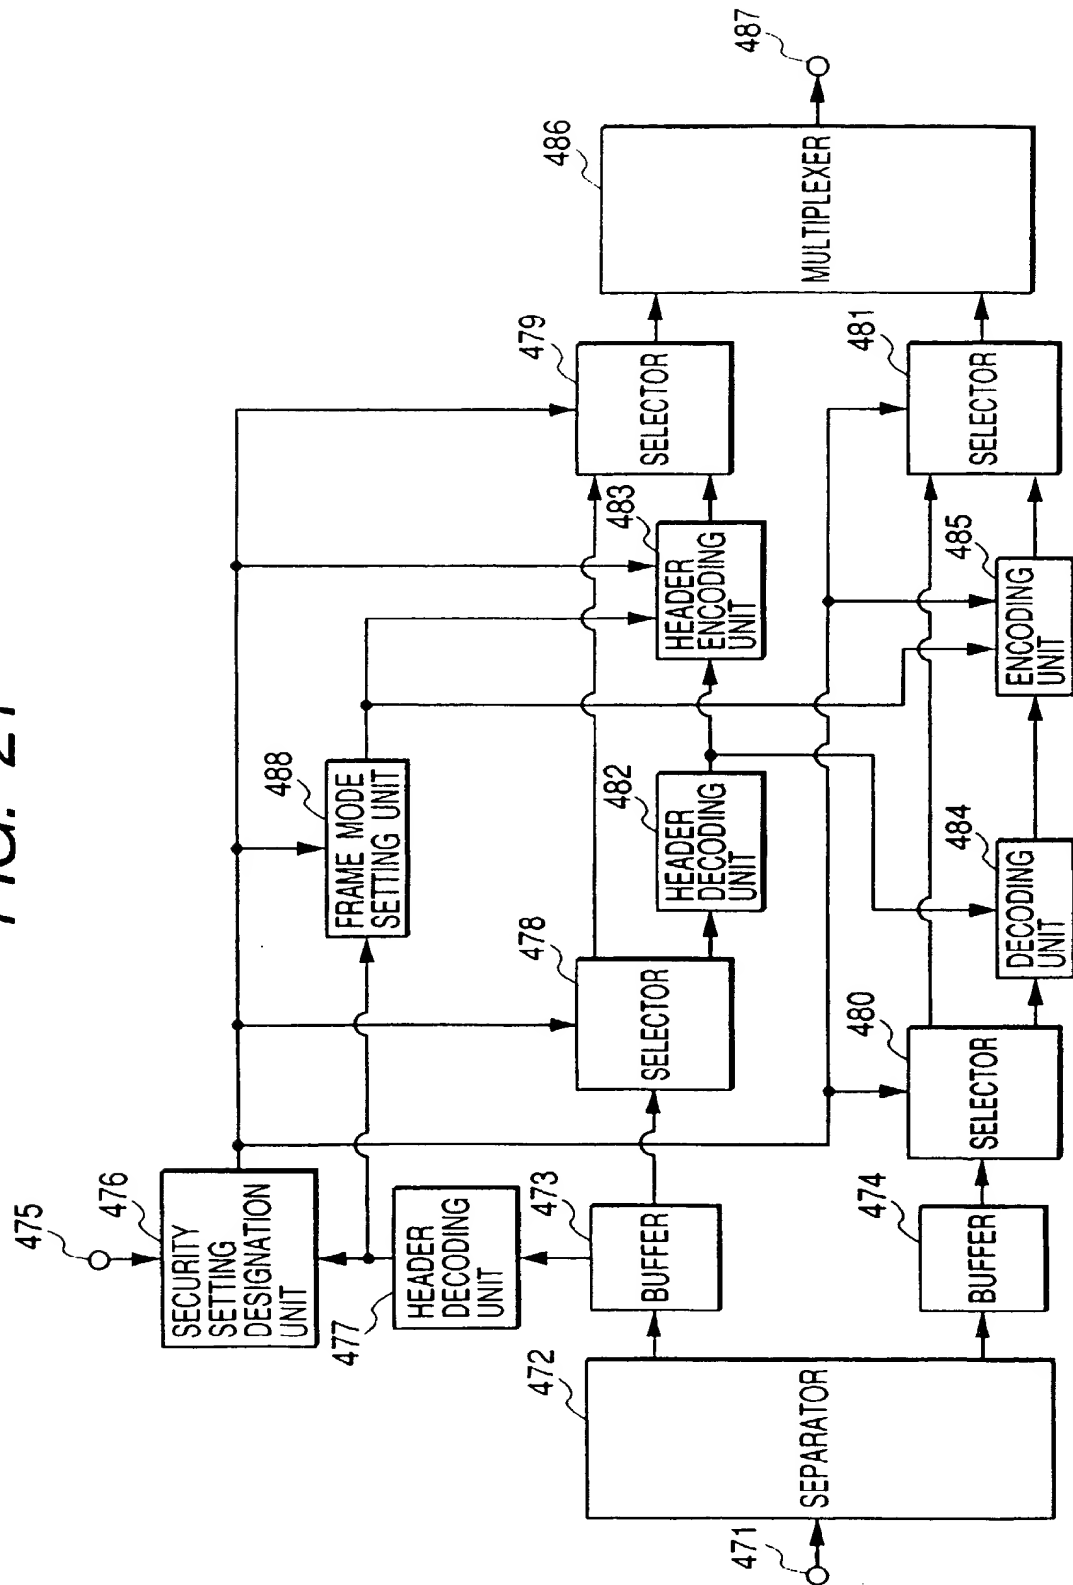 FIG. 21
475
476
SECURITY
SETTING
DESIGNATION
UNIT
477
HEADER
DECODING
UNIT
488
FRAME MODE
SETTING UNIT
471
472
SEPARATOR
473
BUFFER
478
SELECTOR
482
HEADER
DECODING
UNIT
483
HEADER
ENCODING
UNIT
479
SELECTOR
474
BUFFER
480
SELECTOR
484
DECODING
UNIT
485
ENCODING
UNIT
481
SELECTOR
486
MULTIPLEXER
487